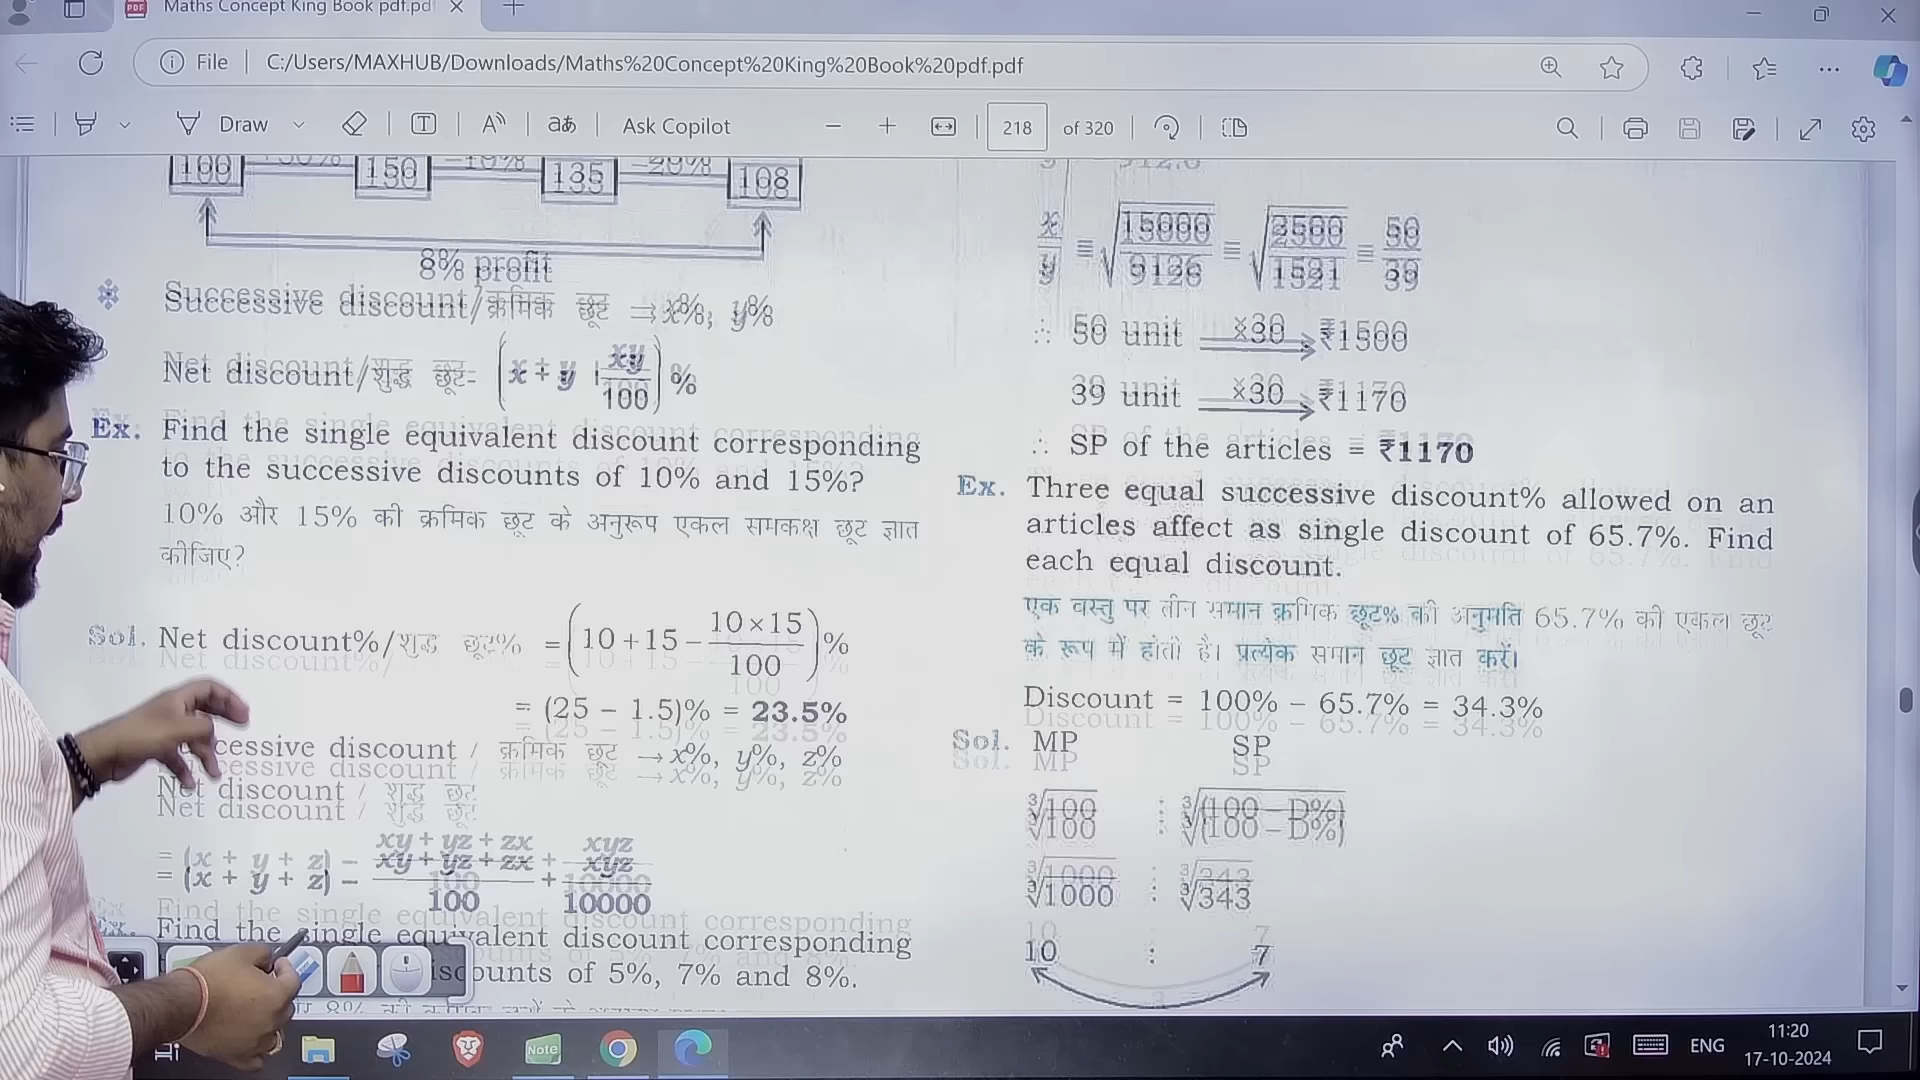 Maths Concept King Book pdf.pd
File
C:/Users/MAXHUB/Downloads/Maths%20Concept%20King%20Book%20pdf.pdf
Draw
Ask Copilot
218 of 320
100 150 -10% 135 -20% 108
8% profit
Successive discount/क्रमिक छूट → x%, y%
Net discount/शुद्ध छूट= (x + y + xy/100)%
Ex. Find the single equivalent discount corresponding
to the successive discounts of 10% and 15%?
10% और 15% की क्रमिक छूट के अनुरूप एकल समकक्ष छूट ज्ञात
कीजिए?
Sol. Net discount%/शुद्ध छूट% = (10+15 − 10×15/100)%
= (25 − 1.5)% = 23.5%
cessive discount / क्रमिक छूट → x%, y%, z%
Net discount / शुद्ध छूट
= (x + y + z) − xy + yz + zx/100 + xyz/10000
Ex. Find the single equivalent discount corresponding
iscounts of 5%, 7% and 8%.
x/y = √15000/9126 = √2500/1521 = 50/39
∴ 50 unit ×30 → ₹1500
39 unit ×30 → ₹1170
∴ SP of the articles = ₹1170
Ex. Three equal successive discount% allowed on an
articles affect as single discount of 65.7%. Find
each equal discount.
एक वस्तु पर तीन समान क्रमिक छूट% की अनुमति 65.7% की एकल छूट
के रूप में होती है। प्रत्येक समान छूट ज्ञात करें।
Discount = 100% − 65.7% = 34.3%
Sol. MP SP
∛100 : ∛(100 − D%)
∛1000 : ∛343
10 : 7
Note
ENG
11:20
17-10-2024